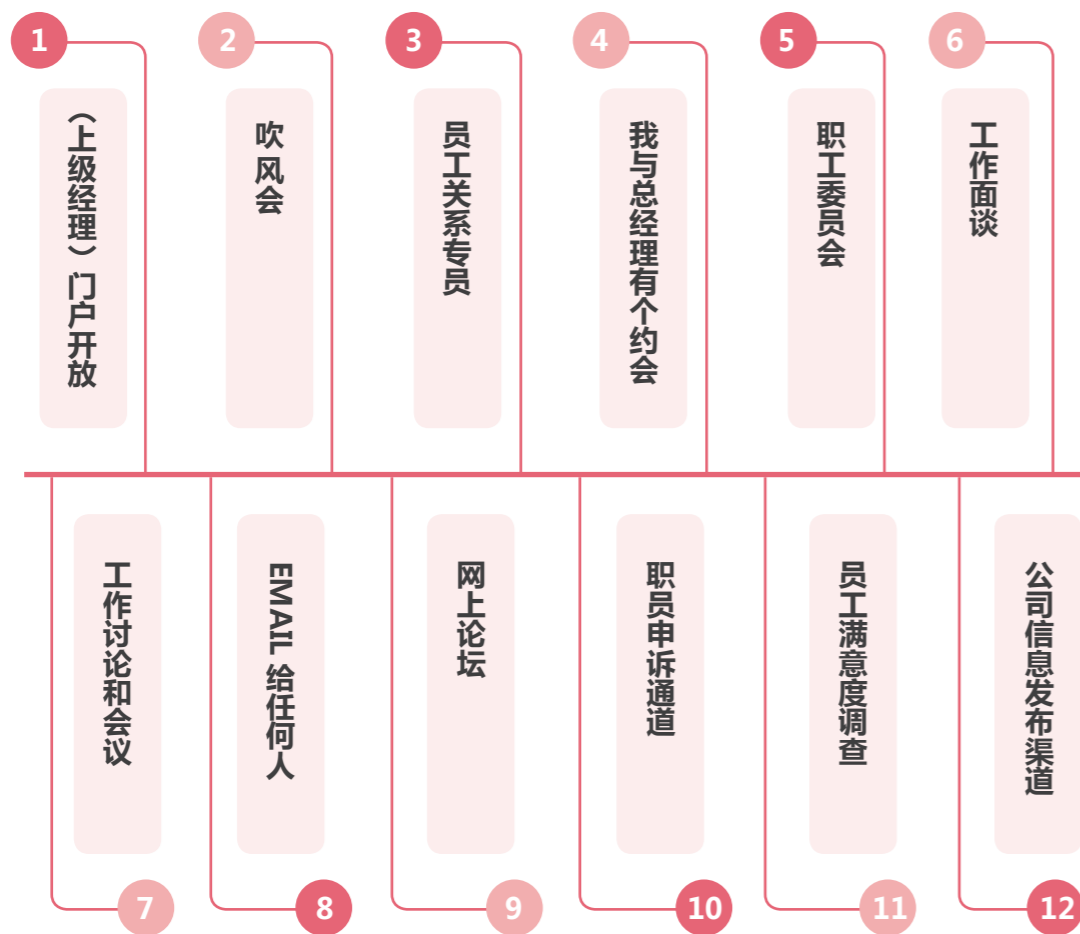 1
（上级经理）门户开放
2
吹风会
3
员工关系专员
4
我与总经理有个约会
5
职工委员会
6
工作面谈
工作讨论和会议
7
EMAIL 给任何人
8
网上论坛
9
职员申诉通道
10
员工满意度调查
11
公司信息发布渠道
12